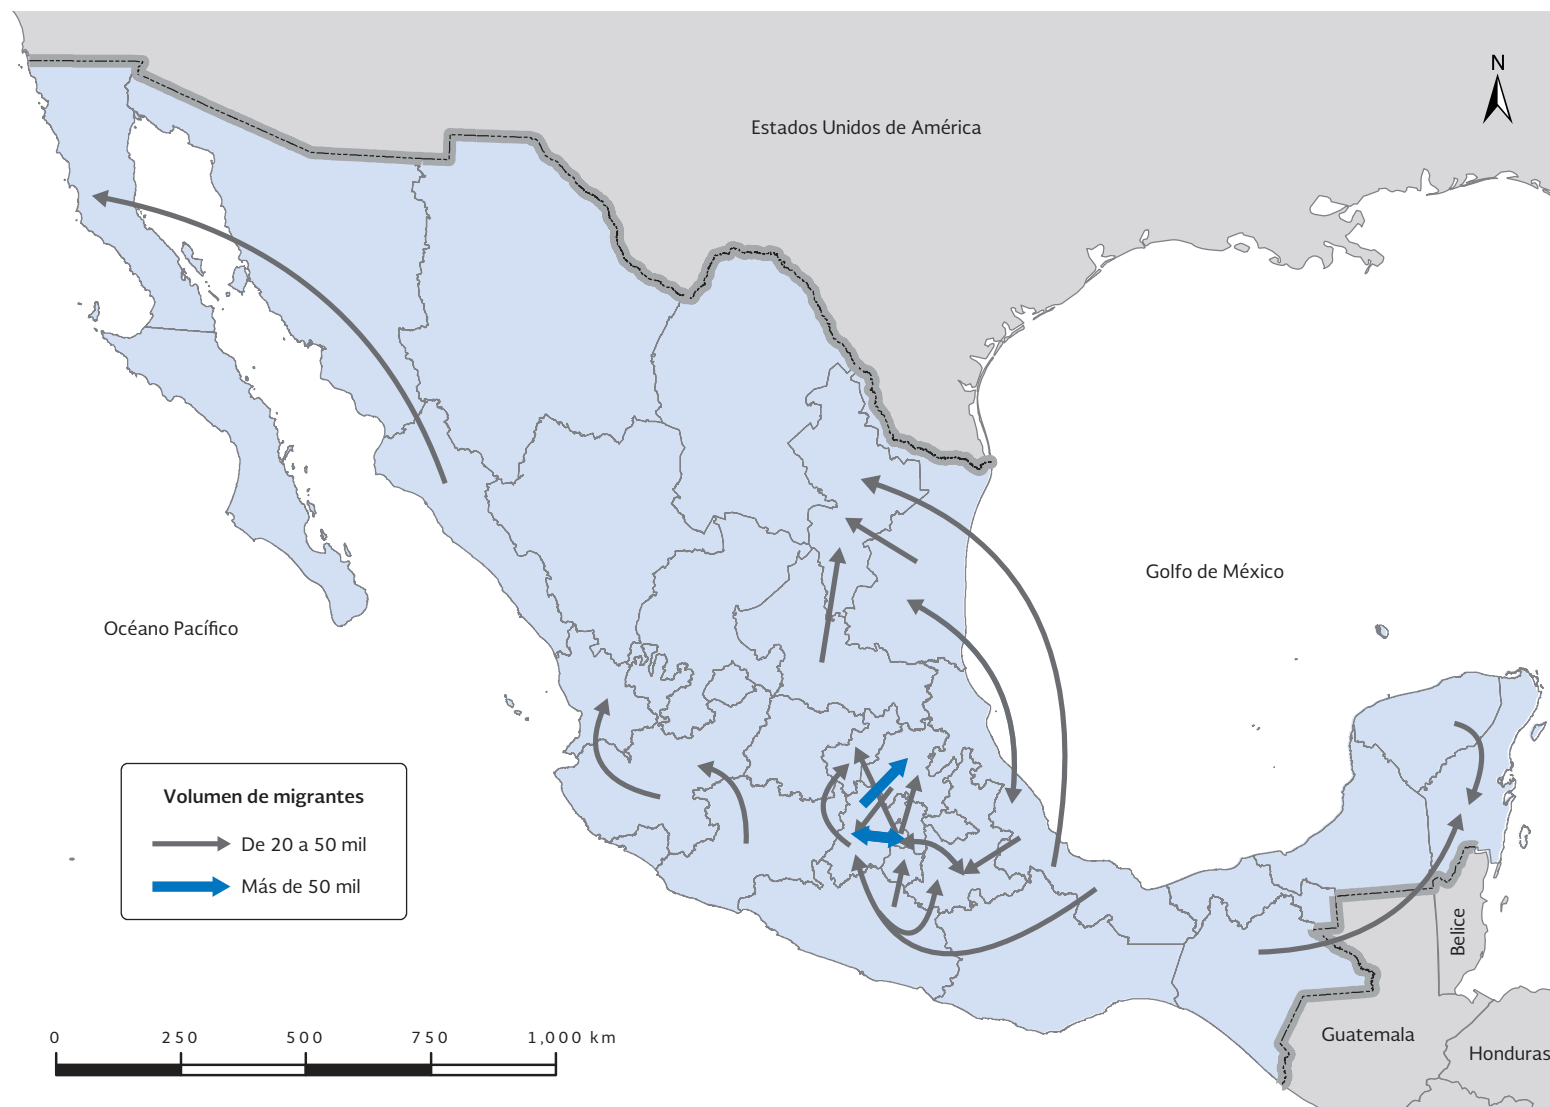 N
Estados Unidos de América
Golfo de México
Océano Pacífico
Volumen de migrantes
De 20 a 50 mil
Más de 50 mil
Belice
Guatemala
Honduras
0 250 500 750 1,000 km